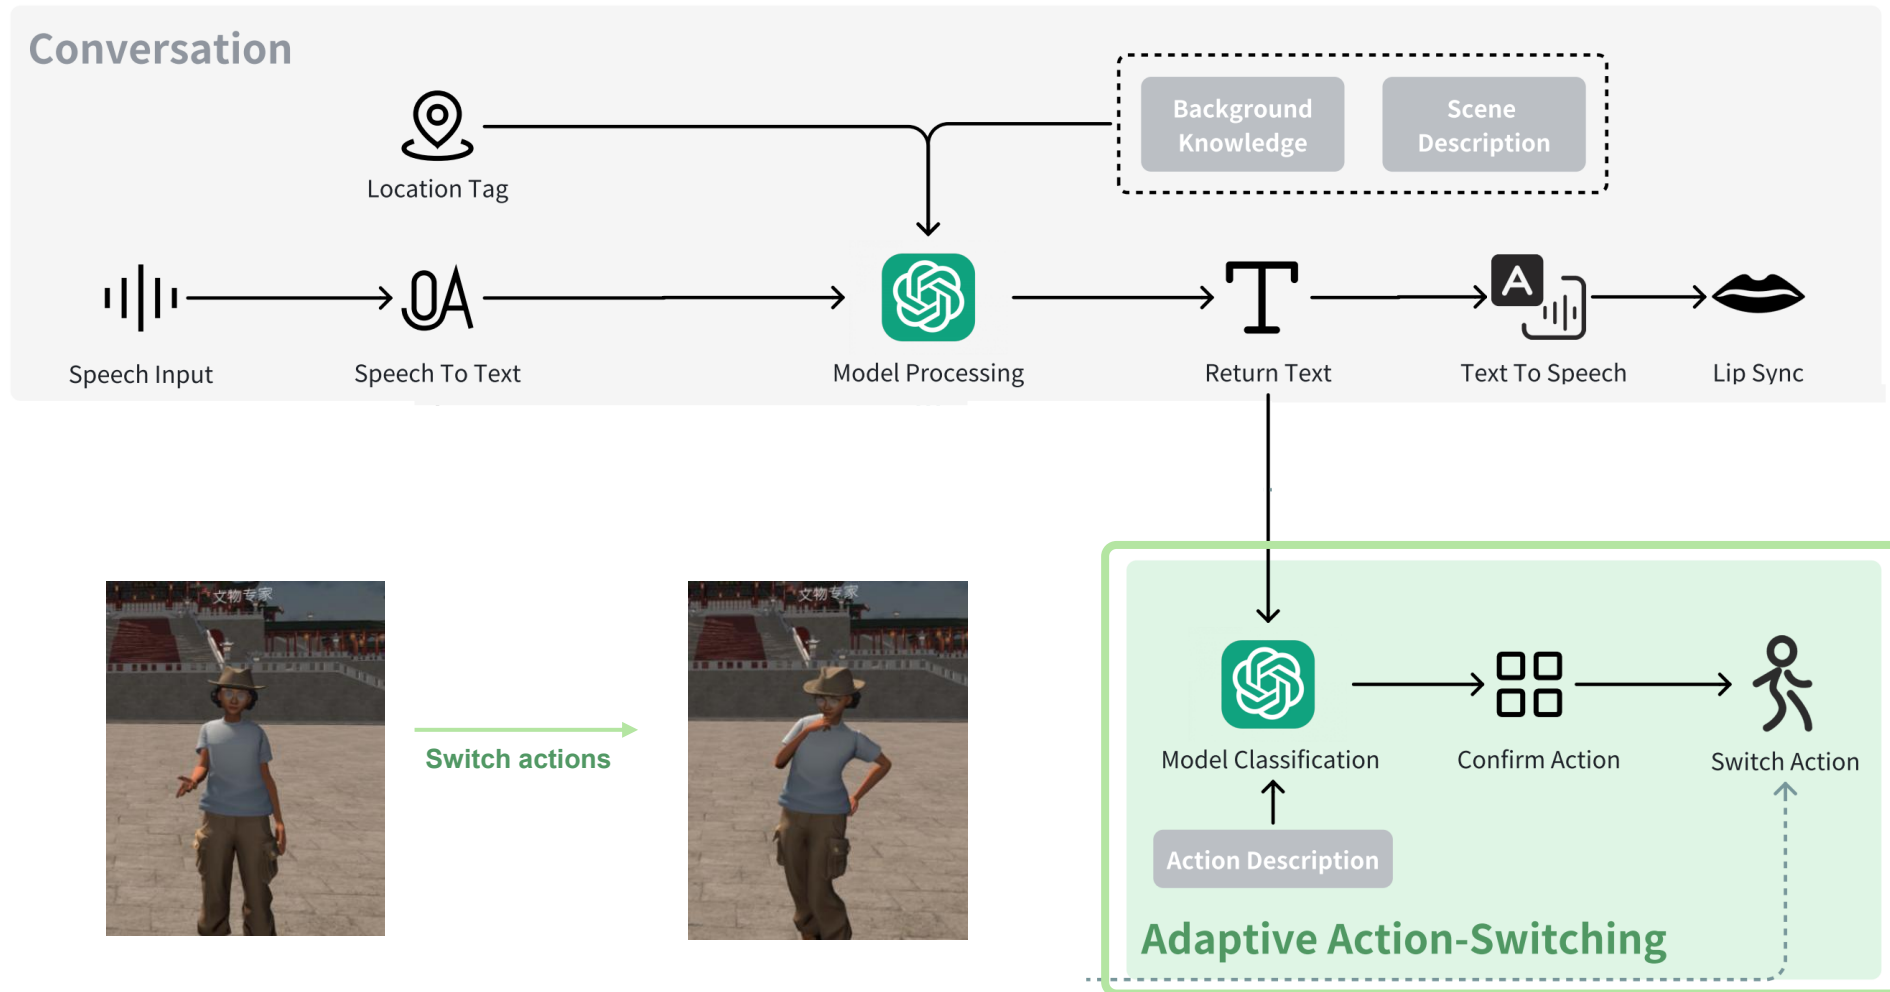 Conversation
Background
Knowledge
Scene
Description
Location Tag
Speech Input
Speech To Text
Model Processing
Return Text
A
Text To Speech
Lip Sync
文物专家
文物专家
Switch actions
Model Classification
Confirm Action
Switch Action
Action Description
Adaptive Action-Switching